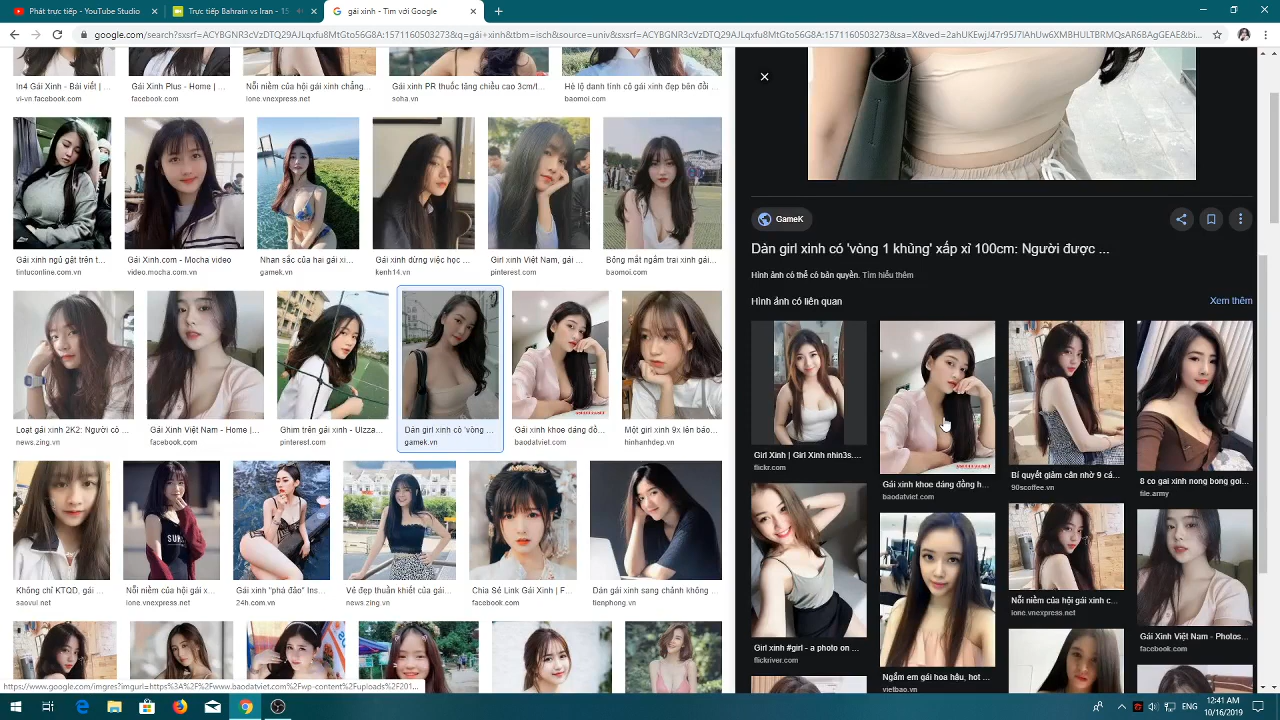 Phát trực tiếp - YouTube Studio
Trực tiếp Bahrain vs Iran - 15
gái xinh - Tìm với Google
google.com/search?sxsrf=ACYBGNR3cVzDTQ29AJLqxfu8MtGto56G8A:1571160503273&q=gái+xinh&tbm=isch&source=univ&sxsrf=ACYBGNR3cVzDTQ29AJLqxfu8MtGto56G8A:1571160503273&sa=X&ved=2ahUKEwjJ47r95J7lAhUw6XMBHULTBRMQsAR6BAgGEAE&bi...
In4 Gái Xinh - Bài viết | ...
vi-vn.facebook.com
Gái Xinh Plus - Home | ...
facebook.com
Nỗi niềm của hội gái xinh chẳng...
ione.vnexpress.net
Gái xinh PR thuốc tăng chiều cao 3cm/t...
soha.vn
Hé lộ danh tính cô gái xinh đẹp bên đồi ...
baomoi.com
Gái xinh ngủ gật trên t...
tintuconline.com.vn
Gái Xinh.com - Mocha video
video.mocha.com.vn
Nhan sắc của hai gái xi...
gamek.vn
Gái xinh dừng việc học ...
kenh14.vn
Girl xinh Việt Nam, gái ...
pinterest.com
Bỏng mắt ngắm trai xinh gái...
baomoi.com
Loạt gái xinh 2K2: Người có ...
news.zing.vn
Gái Xinh Việt Nam - Home |...
facebook.com
Ghim trên gái xinh - Ulzza...
pinterest.com
Dàn girl xinh có 'vòng ...
gamek.vn
Gái xinh khoe dáng đồ...
baodatviet.com
Một girl xinh 9x lên báo...
hinhanhdep.vn
Không chỉ KTQD, gái ...
saovui.net
Nỗi niềm của hội gái x...
ione.vnexpress.net
Gái xinh "phá đảo" Ins...
24h.com.vn
Vẻ đẹp thuần khiết của gái...
news.zing.vn
Chia Sẻ Link Gái Xinh | F...
facebook.com
Dàn gái xinh sang chảnh không ...
tienphong.vn
https://www.google.com/imgres?imgurl=https%3A%2F%2Fwww.baodatviet.com%2Fwp-content%2Fuploads%2F201...
GameK
Dàn girl xinh có 'vòng 1 khủng' xấp xỉ 100cm: Người được ...
Hình ảnh có thể có bản quyền. Tìm hiểu thêm
Hình ảnh có liên quan
Xem thêm
Girl Xinh | Girl Xinh nhin3s....
flickr.com
Gái xinh khoe dáng đồng h...
baodatviet.com
Bí quyết giảm cân nhờ 9 cá...
90scoffee.vn
8 co gai xinh nong bong goi...
file.army
Girl xinh #girl - a photo on ...
flickriver.com
Ngắm em gái hoa hậu, hot ...
vietbao.vn
Nỗi niềm của hội gái xinh c...
ione.vnexpress.net
Gái Xinh Việt Nam - Photos...
facebook.com
ENG
12:41 AM
10/16/2019